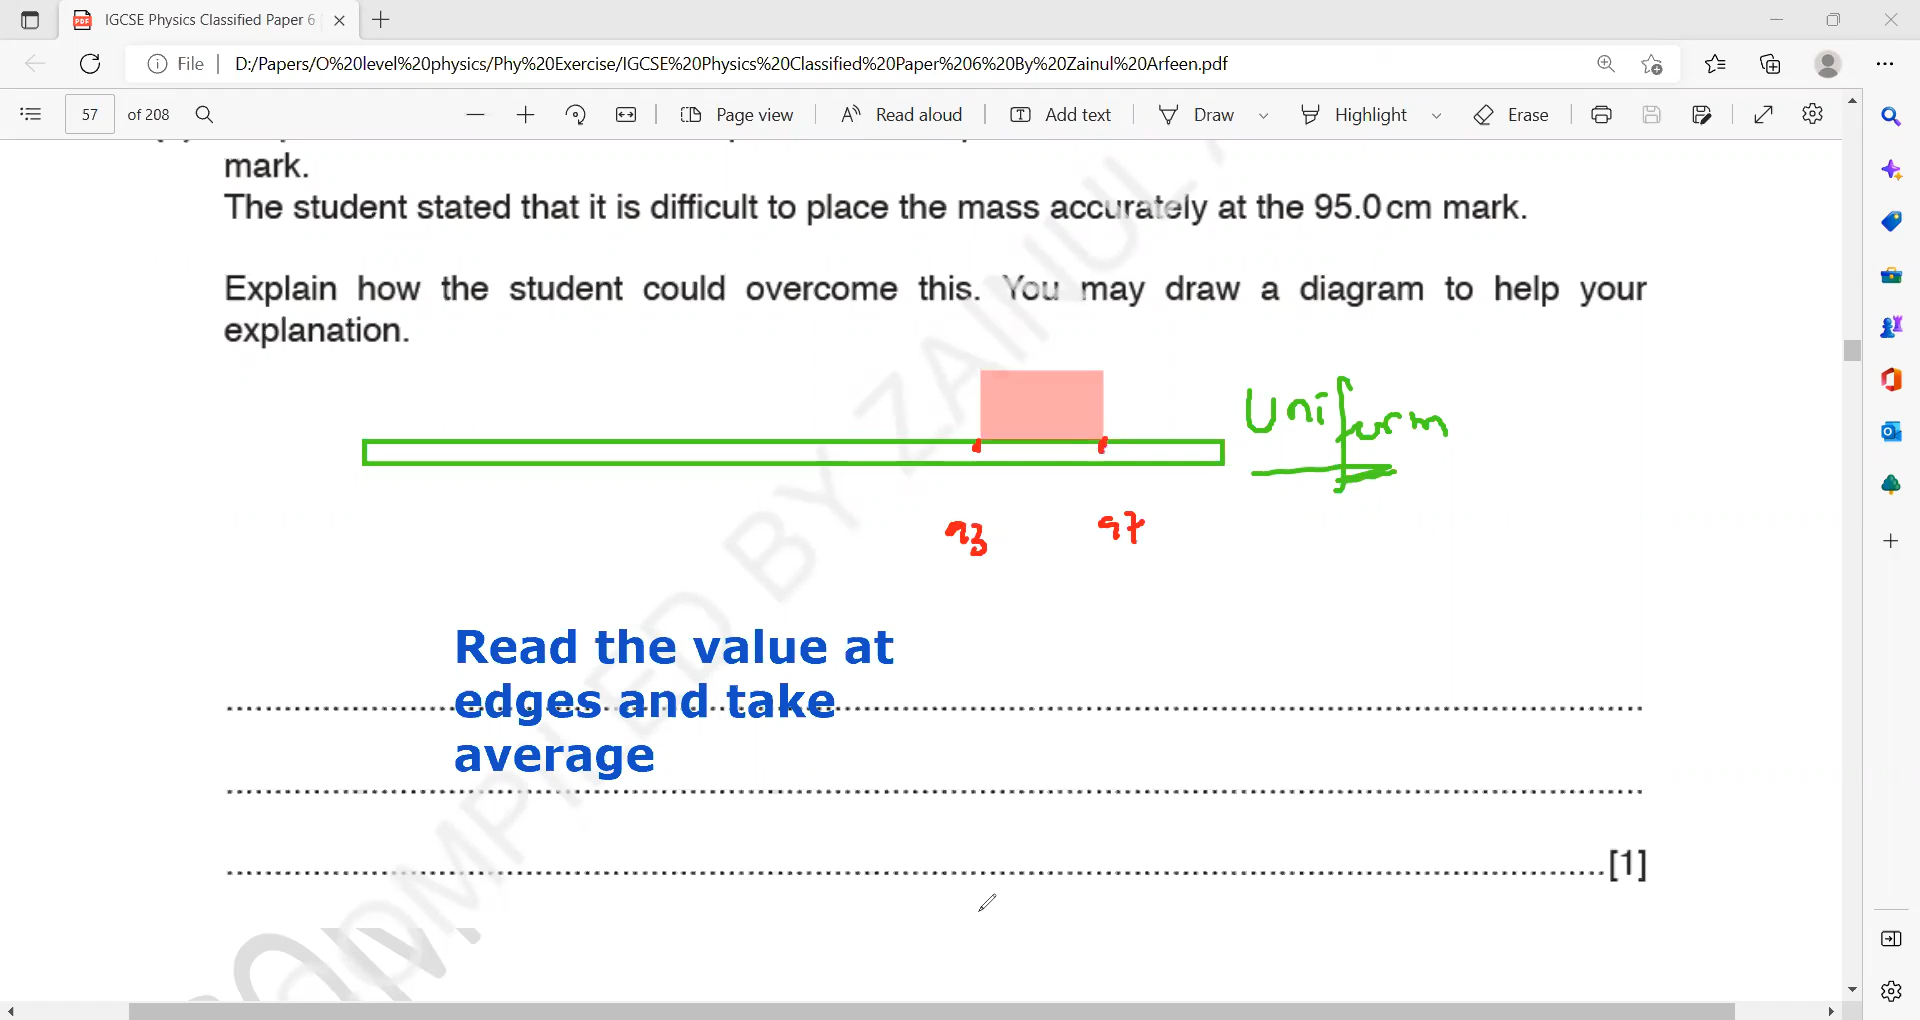 IGCSE Physics Classified Paper 6
File
D:/Papers/O%20level%20physics/Phy%20Exercise/IGCSE%20Physics%20Classified%20Paper%206%20By%20Zainul%20Arfeen.pdf
57 of 208
Page view
Read aloud
Add text
Draw
Highlight
Erase
mark.
The student stated that it is difficult to place the mass accurately at the 95.0 cm mark.
Explain how the student could overcome this. You may draw a diagram to help your
explanation.
Uniform
93 97
Read the value at
edges and take
average
[1]
COMPILED BY ZAINUL